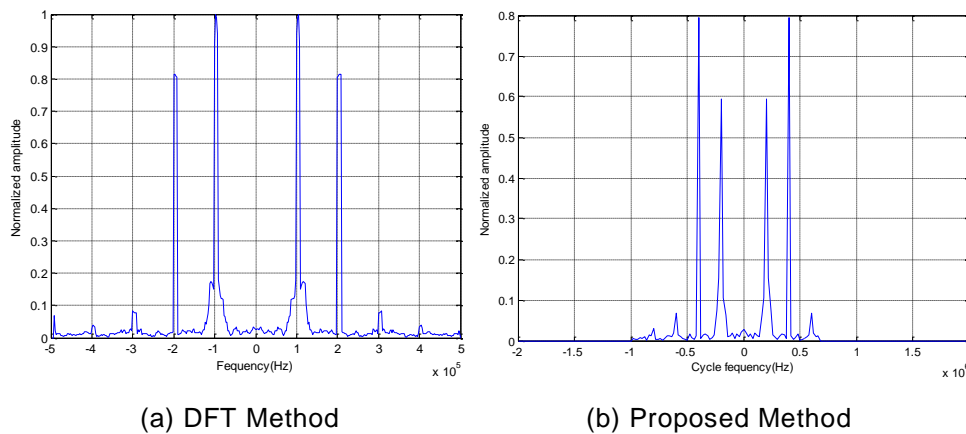 Normalized amplitude
1
0.9
0.8
0.7
0.6
0.5
0.4
0.3
0.2
0.1
0
-5 -4 -3 -2 -1 0 1 2 3 4 5
Fequency(Hz)
x 10⁵
Normalized amplitude
0.8
0.7
0.6
0.5
0.4
0.3
0.2
0.1
0
-2 -1.5 -1 -0.5 0 0.5 1 1.5
Cycle fequency(Hz)
x 10
(a) DFT Method
(b) Proposed Method